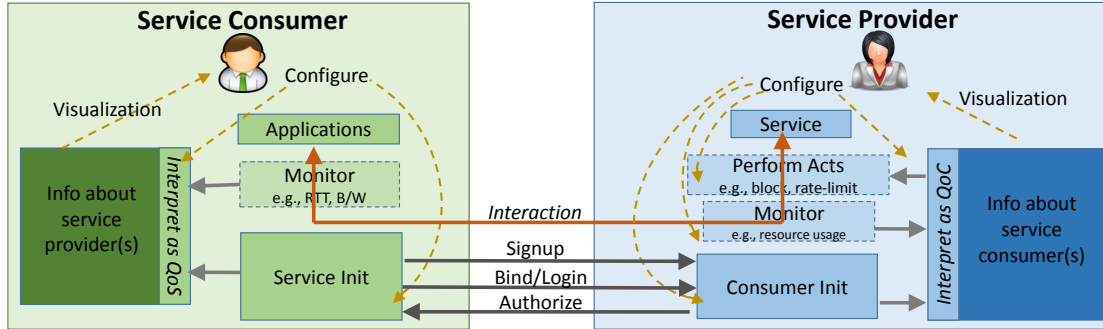 Service Consumer
Configure
Visualization
Applications
Interpret as QoS
Info about
service
provider(s)
Monitor
e.g., RTT, B/W
Service Init
Interaction
Signup
Bind/Login
Authorize
Service Provider
Configure
Visualization
Service
Perform Acts
e.g., block, rate-limit
Monitor
e.g., resource usage
Consumer Init
Interpret as QoC
Info about
service
consumer(s)